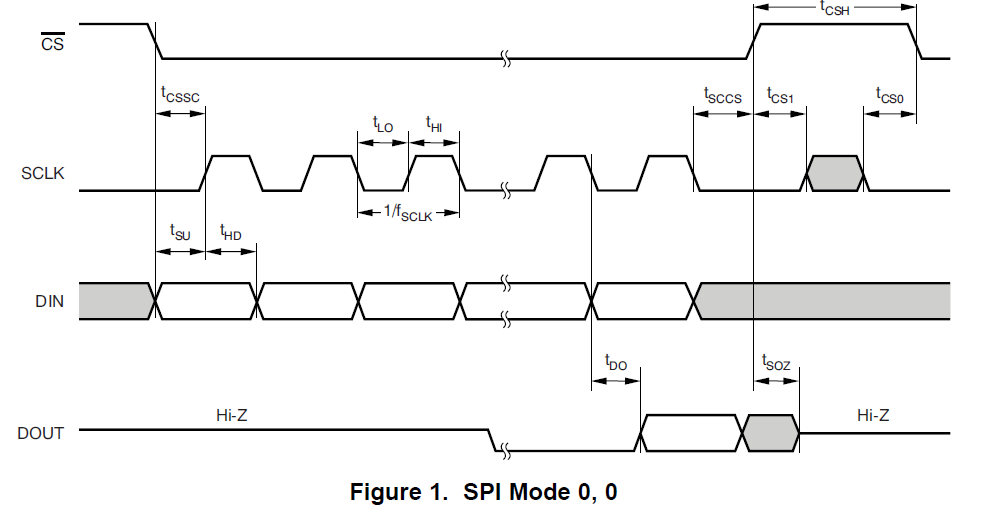 tCSH
CS
tCSSC
tSCCS
tCS1
tCS0
tLO
tHI
SCLK
1/fSCLK
tSU
tHD
DIN
tDO
tSOZ
Hi-Z
Hi-Z
DOUT
Figure 1. SPI Mode 0, 0